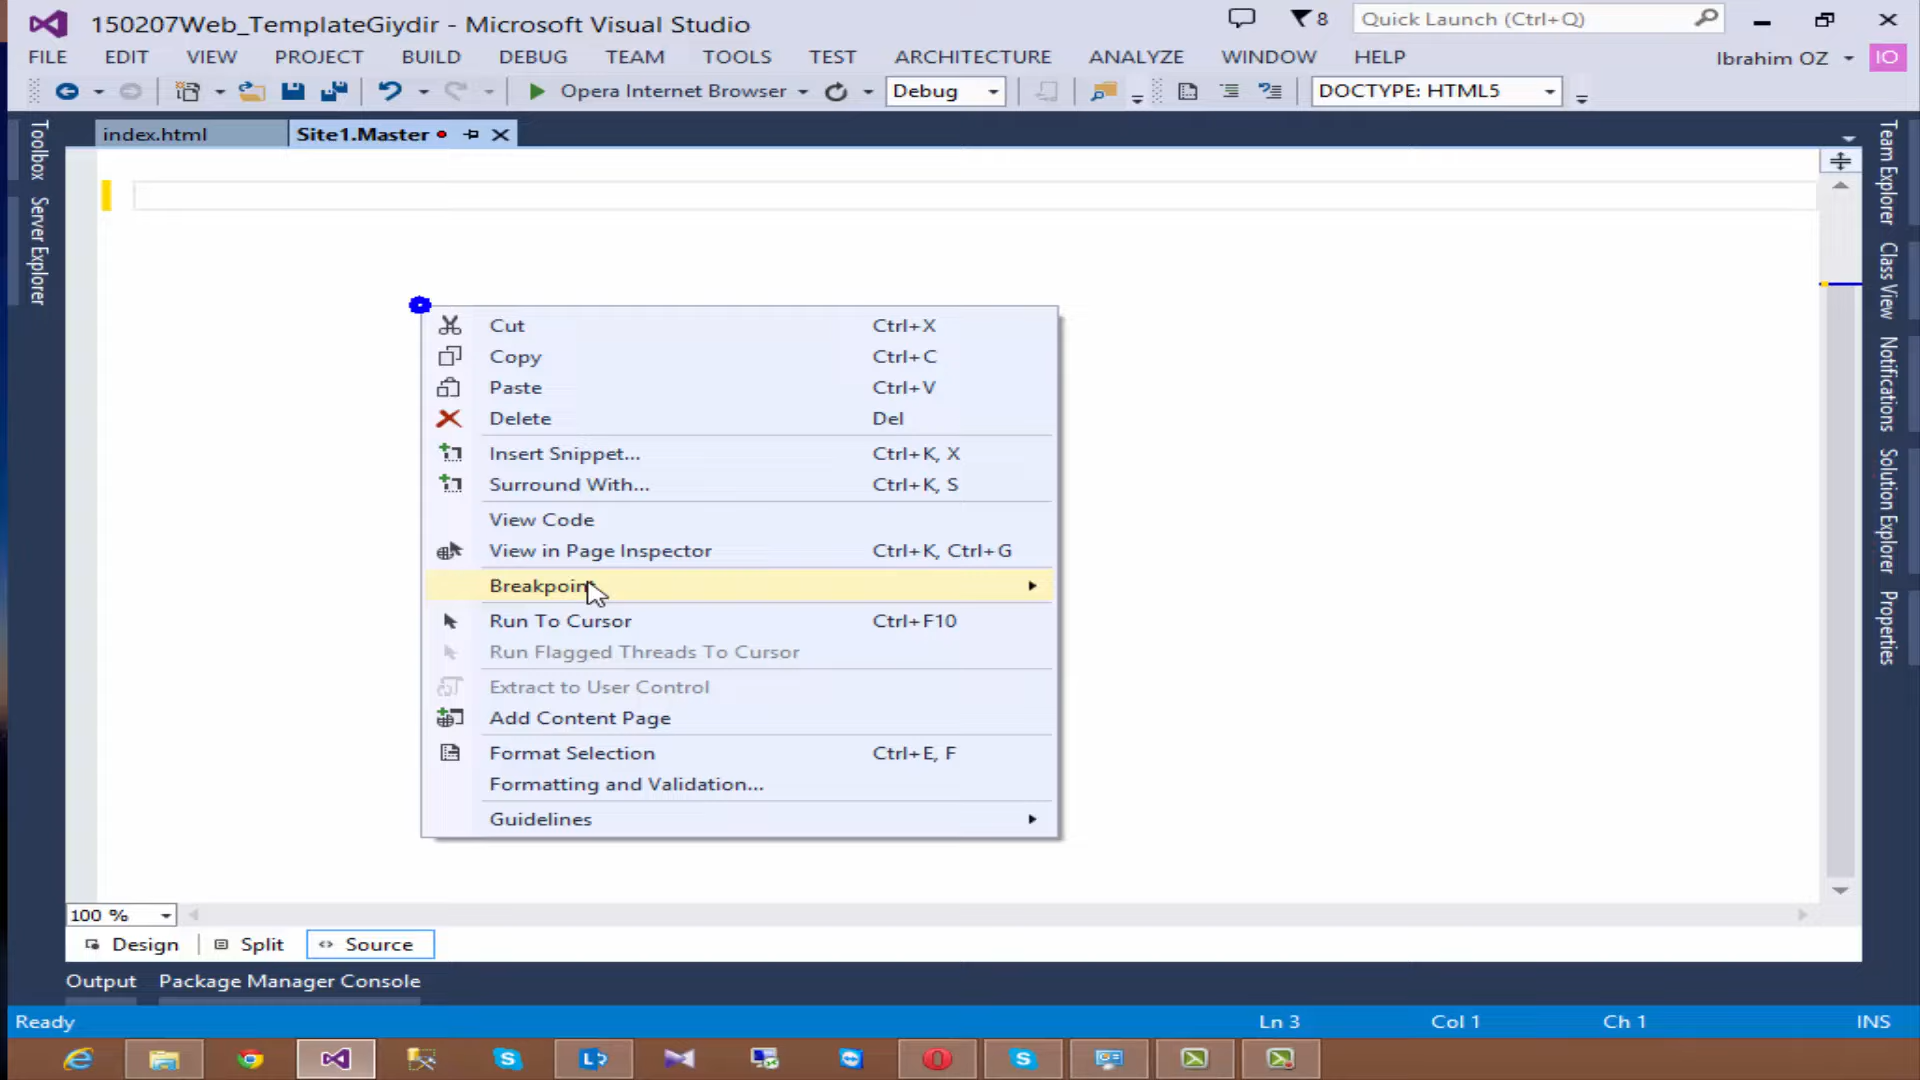 150207Web_TemplateGiydir - Microsoft Visual Studio
8
Quick Launch (Ctrl+Q)
FILE EDIT VIEW PROJECT BUILD DEBUG TEAM TOOLS TEST ARCHITECTURE ANALYZE WINDOW HELP
Ibrahim OZ
IO
Opera Internet Browser
Debug
DOCTYPE: HTML5
index.html
Site1.Master
Toolbox
Server Explorer
Team Explorer
Class View
Notifications
Solution Explorer
Properties
Cut Ctrl+X
Copy Ctrl+C
Paste Ctrl+V
Delete Del
Insert Snippet... Ctrl+K, X
Surround With... Ctrl+K, S
View Code
View in Page Inspector Ctrl+K, Ctrl+G
Breakpoint
Run To Cursor Ctrl+F10
Run Flagged Threads To Cursor
Extract to User Control
Add Content Page
Format Selection Ctrl+E, F
Formatting and Validation...
Guidelines
100 %
Design Split Source
Output Package Manager Console
Ready Ln 3 Col 1 Ch 1 INS